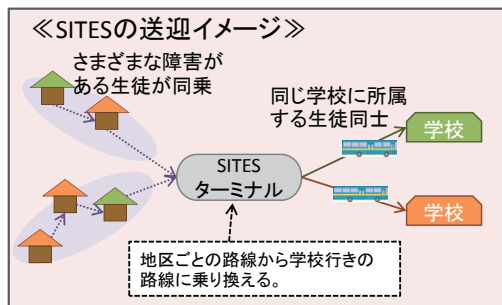 ≪SITESの送迎イメージ≫
さまざまな障害が
ある生徒が同乗
同じ学校に所属
する生徒同士
学校
SITES
ターミナル
学校
地区ごとの路線から学校行きの
路線に乗り換える。